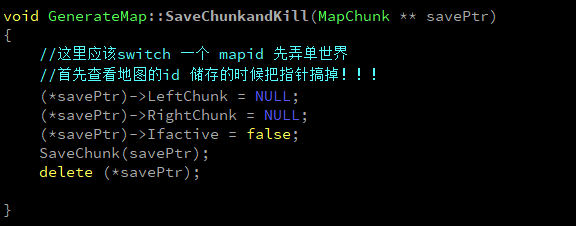 void GenerateMap::SaveChunkandKill(MapChunk ** savePtr)
{
//这里应该switch 一个 mapid 先弄单世界
//首先查看地图的id 储存的时候把指针搞掉!!!
(*savePtr)->LeftChunk = NULL;
(*savePtr)->RightChunk = NULL;
(*savePtr)->Ifactive = false;
SaveChunk(savePtr);
delete (*savePtr);
}